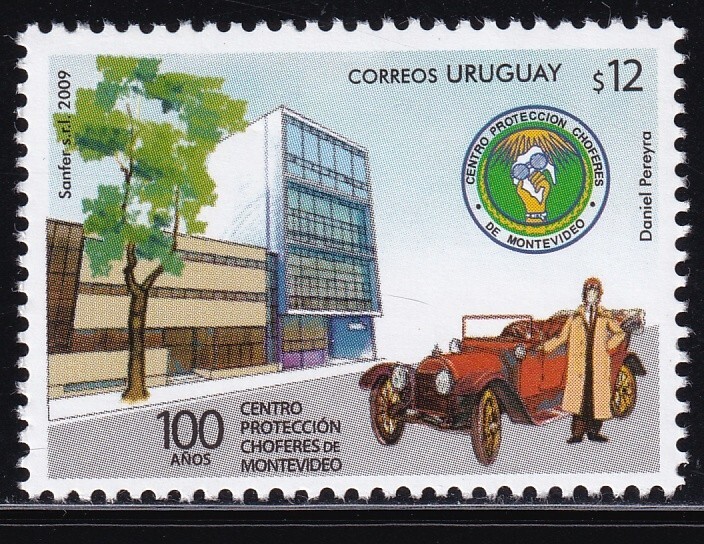 CORREOS URUGUAY
$12
Sanfer s.r.l. 2009
CENTRO PROTECCION CHOFERES
• DE MONTEVIDEO •
Daniel Pereyra
100
AÑOS
CENTRO
PROTECCIÓN
CHOFERES DE
MONTEVIDEO